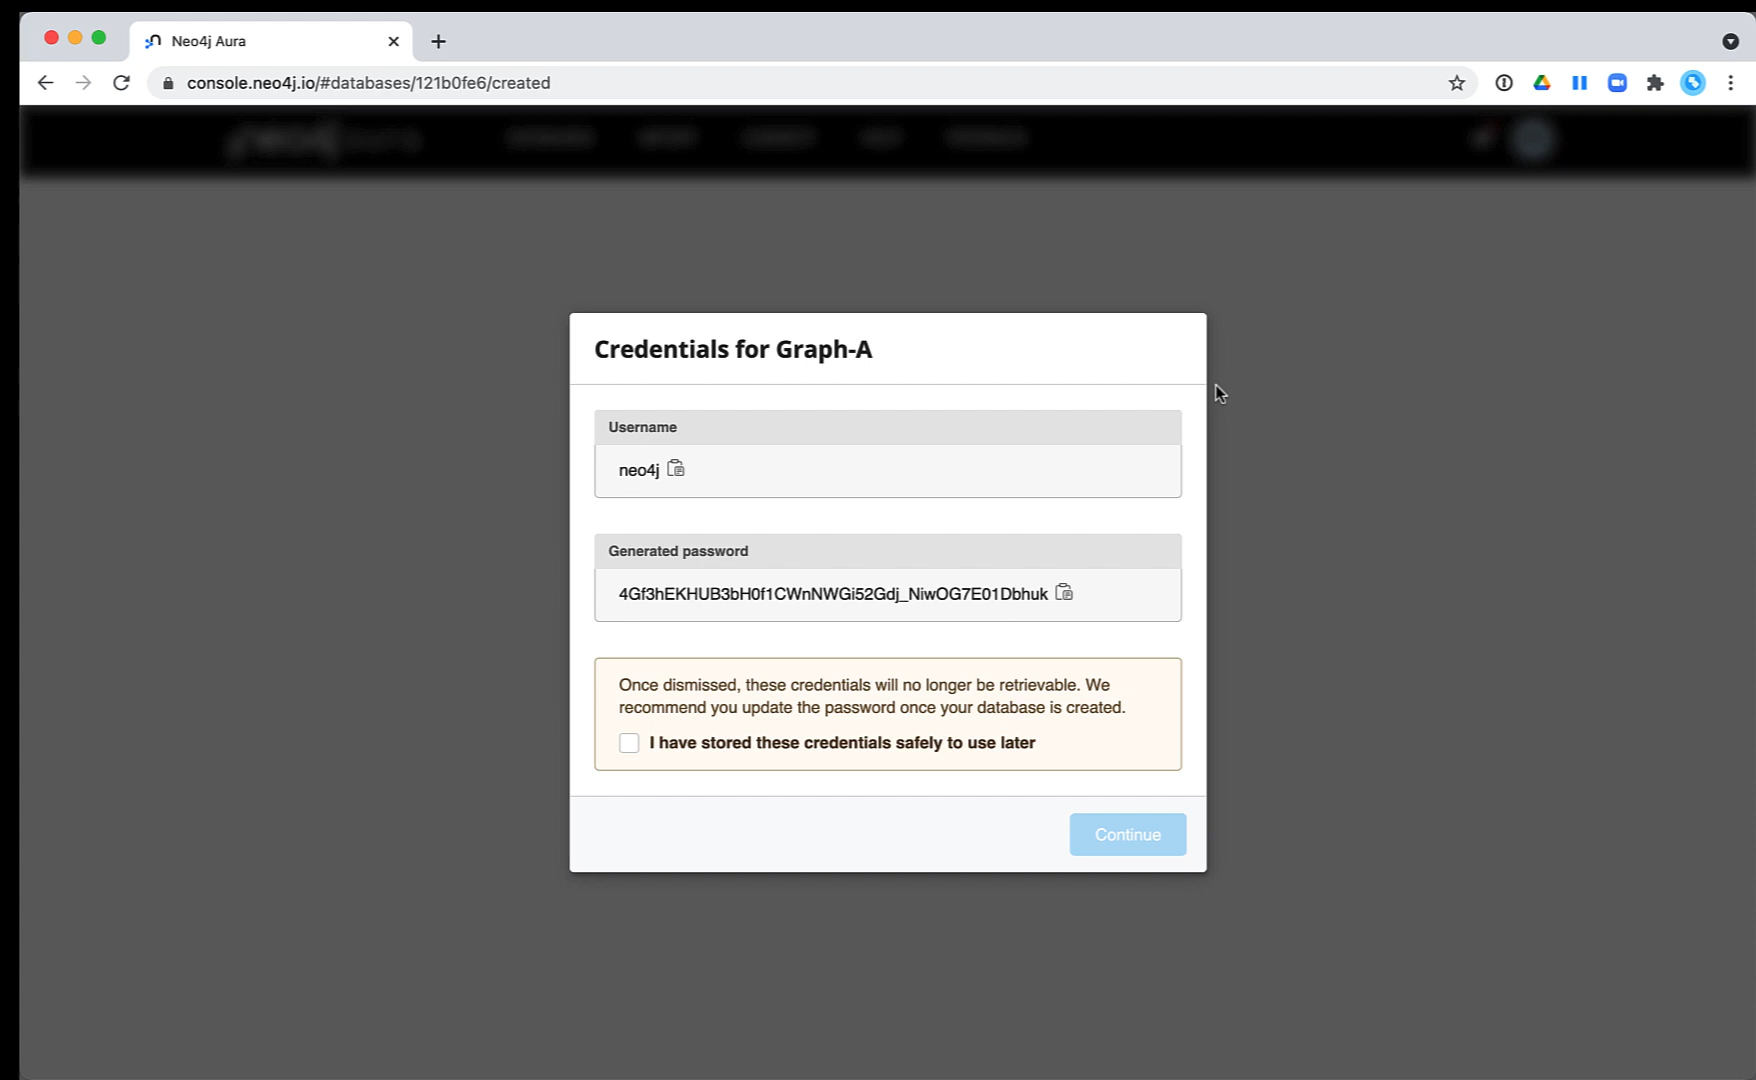 Neo4j Aura
console.neo4j.io/#databases/121b0fe6/created
Credentials for Graph-A
Username
neo4j
Generated password
4Gf3hEKHUB3bH0f1CWnNWGi52Gdj_NiwOG7E01Dbhuk
Once dismissed, these credentials will no longer be retrievable. We
recommend you update the password once your database is created.
I have stored these credentials safely to use later
Continue